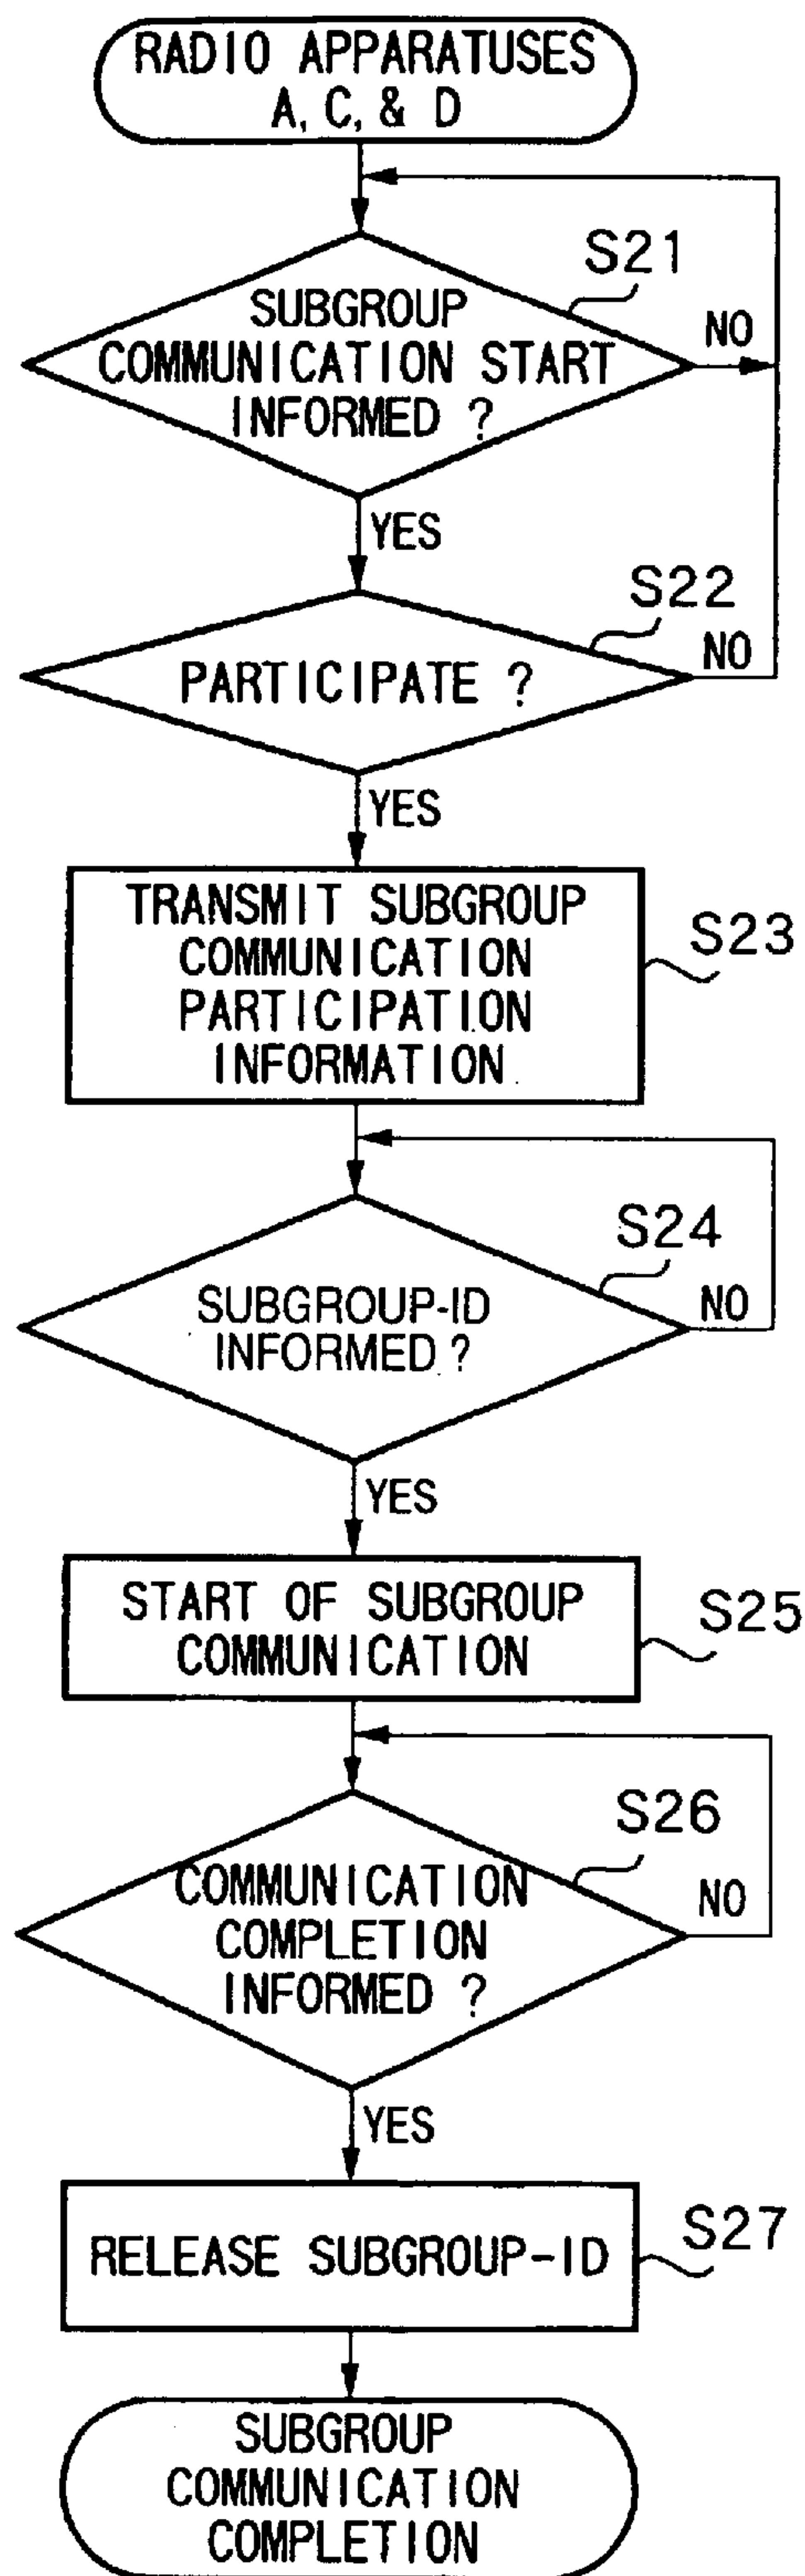 RADIO APPARATUSES
A, C, & D
S21
SUBGROUP
COMMUNICATION START
INFORMED ?
NO
YES
S22
PARTICIPATE ?
NO
YES
TRANSMIT SUBGROUP
COMMUNICATION
PARTICIPATION
INFORMATION
S23
S24
SUBGROUP-ID
INFORMED ?
NO
YES
START OF SUBGROUP
COMMUNICATION
S25
S26
COMMUNICATION
COMPLETION
INFORMED ?
NO
YES
RELEASE SUBGROUP-ID
S27
SUBGROUP
COMMUNICATION
COMPLETION